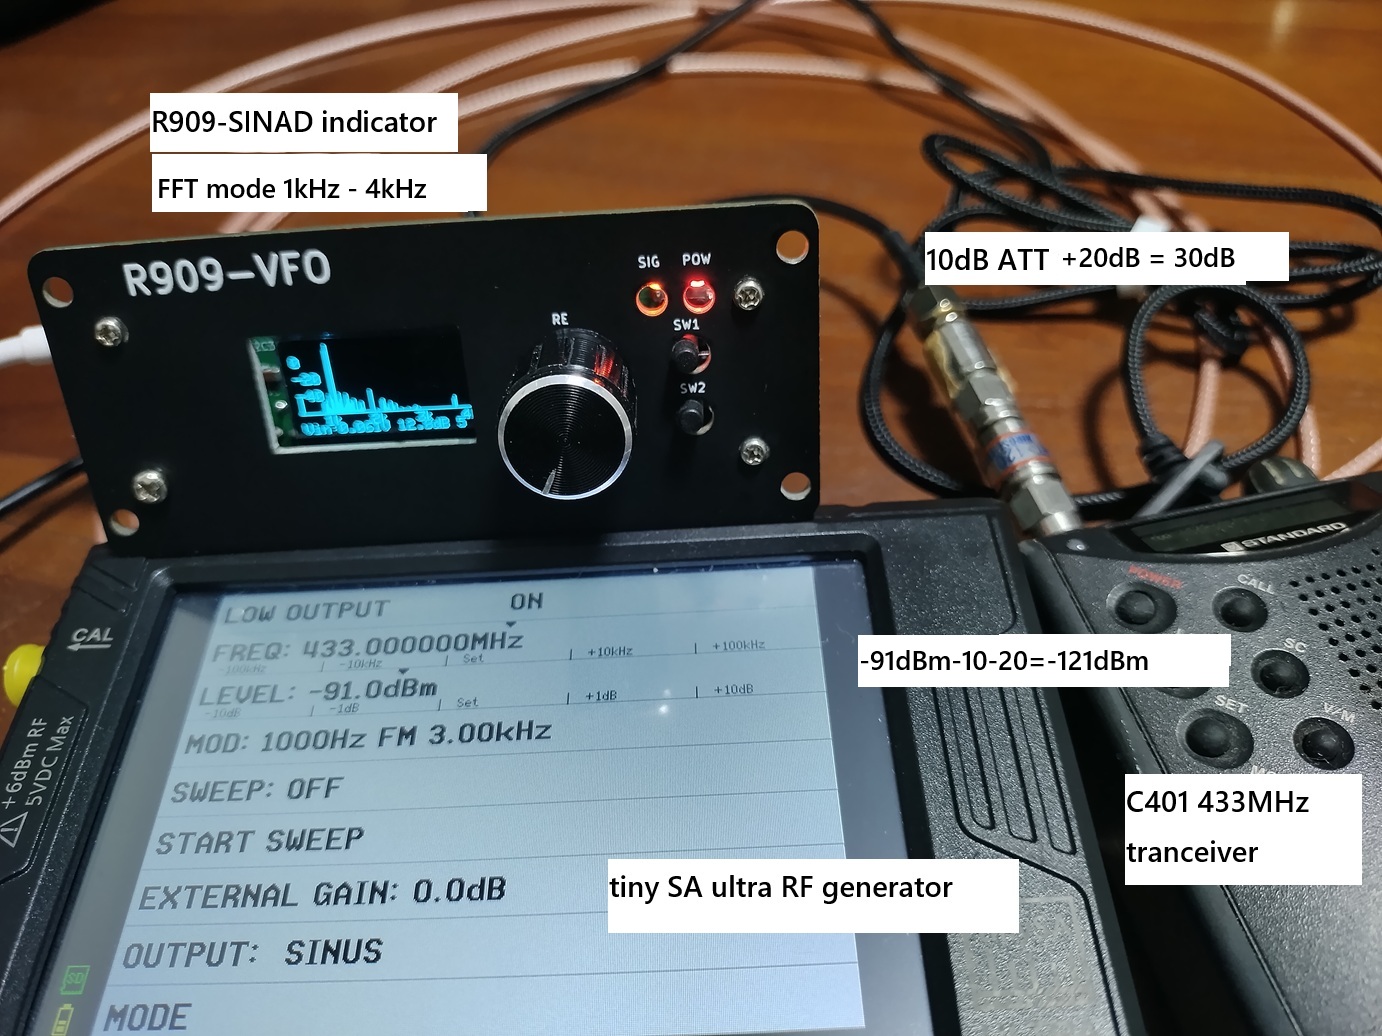 R909-SINAD indicator
FFT mode 1kHz - 4kHz
10dB ATT +20dB = 30dB
R909-VFO
SIG POW
RE
SW1
SW2
STANDARD
POWER
CALL
SC
SET
V/M
-91dBm-10-20=-121dBm
C401 433MHz
tranceiver
CAL
+6dBm RF
5VDC Max
LOW OUTPUT ON
FREQ: 433.000000MHz
-100kHz -10kHz Set +10kHz +100kHz
LEVEL: -91.0dBm
-10dB -1dB Set +1dB +10dB
MOD: 1000Hz FM 3.00kHz
SWEEP: OFF
START SWEEP
EXTERNAL GAIN: 0.0dB
OUTPUT: SINUS
MODE
SD
tiny SA ultra RF generator